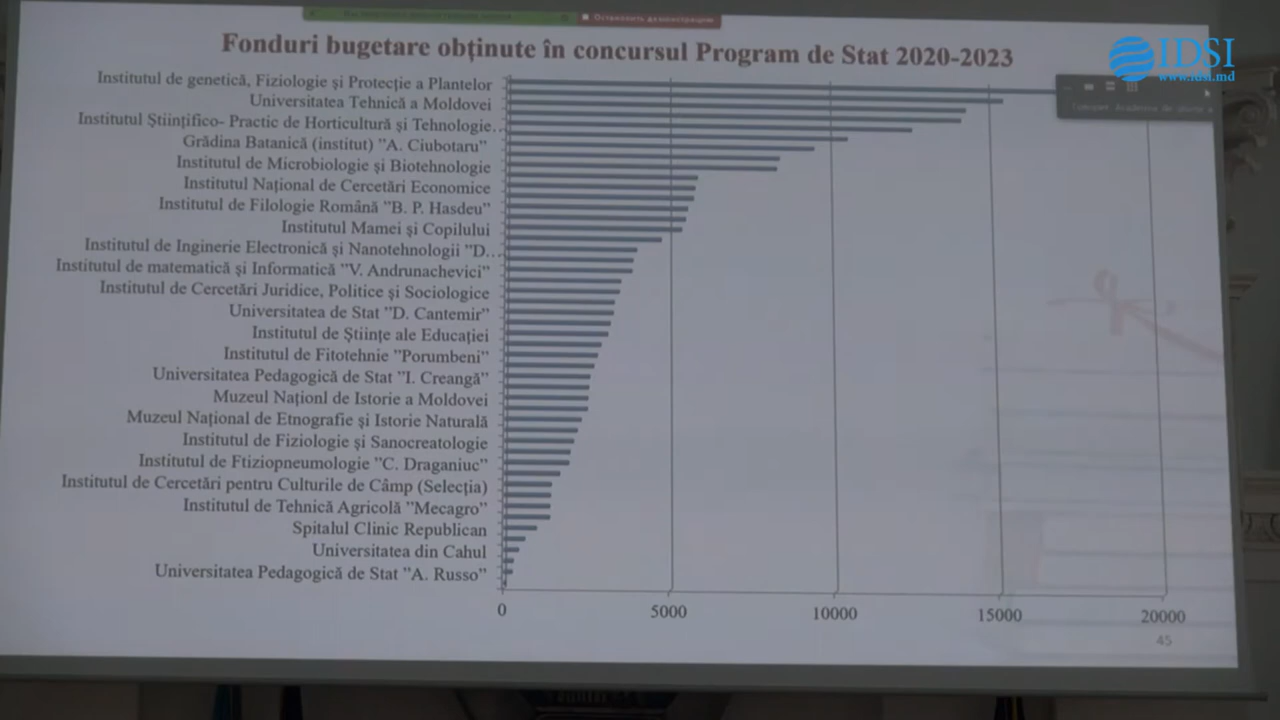 Остановить демонстрацию
Fonduri bugetare obținute în concursul Program de Stat 2020-2023
IDSI
www.idsi.md
Institutul de genetică, Fiziologie și Protecție a Plantelor
Universitatea Tehnică a Moldovei
Institutul Științifico- Practic de Horticultură și Tehnologie...
Grădina Batanică (institut) "A. Ciubotaru"
Institutul de Microbiologie și Biotehnologie
Institutul Național de Cercetări Economice
Institutul de Filologie Română "B. P. Hasdeu"
Institutul Mamei și Copilului
Institutul de Inginerie Electronică și Nanotehnologii "D...
Institutul de matematică și Informatică "V. Andrunachevici"
Institutul de Cercetări Juridice, Politice și Sociologice
Universitatea de Stat "D. Cantemir"
Institutul de Științe ale Educației
Institutul de Fitotehnie "Porumbeni"
Universitatea Pedagogică de Stat "I. Creangă"
Muzeul Naționl de Istorie a Moldovei
Muzeul Național de Etnografie și Istorie Naturală
Institutul de Fiziologie și Sanocreatologie
Institutul de Ftiziopneumologie "C. Draganiuc"
Institutul de Cercetări pentru Culturile de Câmp (Selecția)
Institutul de Tehnică Agricolă "Mecagro"
Spitalul Clinic Republican
Universitatea din Cahul
Universitatea Pedagogică de Stat "A. Russo"
0 5000 10000 15000 20000
45